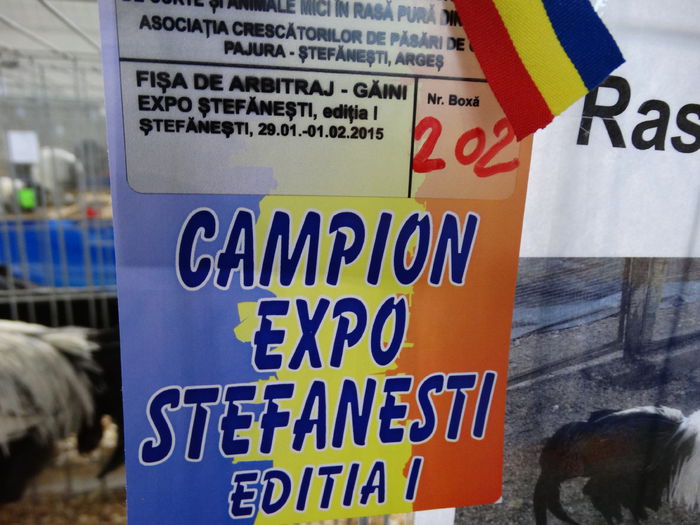 DE CURTE ȘI ANIMALE MICI ÎN RASĂ PURĂ DIN
ASOCIAȚIA CRESCĂTORILOR DE PĂSĂRI DE
PAJURA - ȘTEFĂNEȘTI, ARGEȘ
FIȘA DE ARBITRAJ - GĂINI
EXPO ȘTEFĂNEȘTI, ediția I
ȘTEFĂNEȘTI, 29.01.-01.02.2015
Nr. Boxă
202
Ras
CAMPION
EXPO
STEFANESTI
EDITIA I